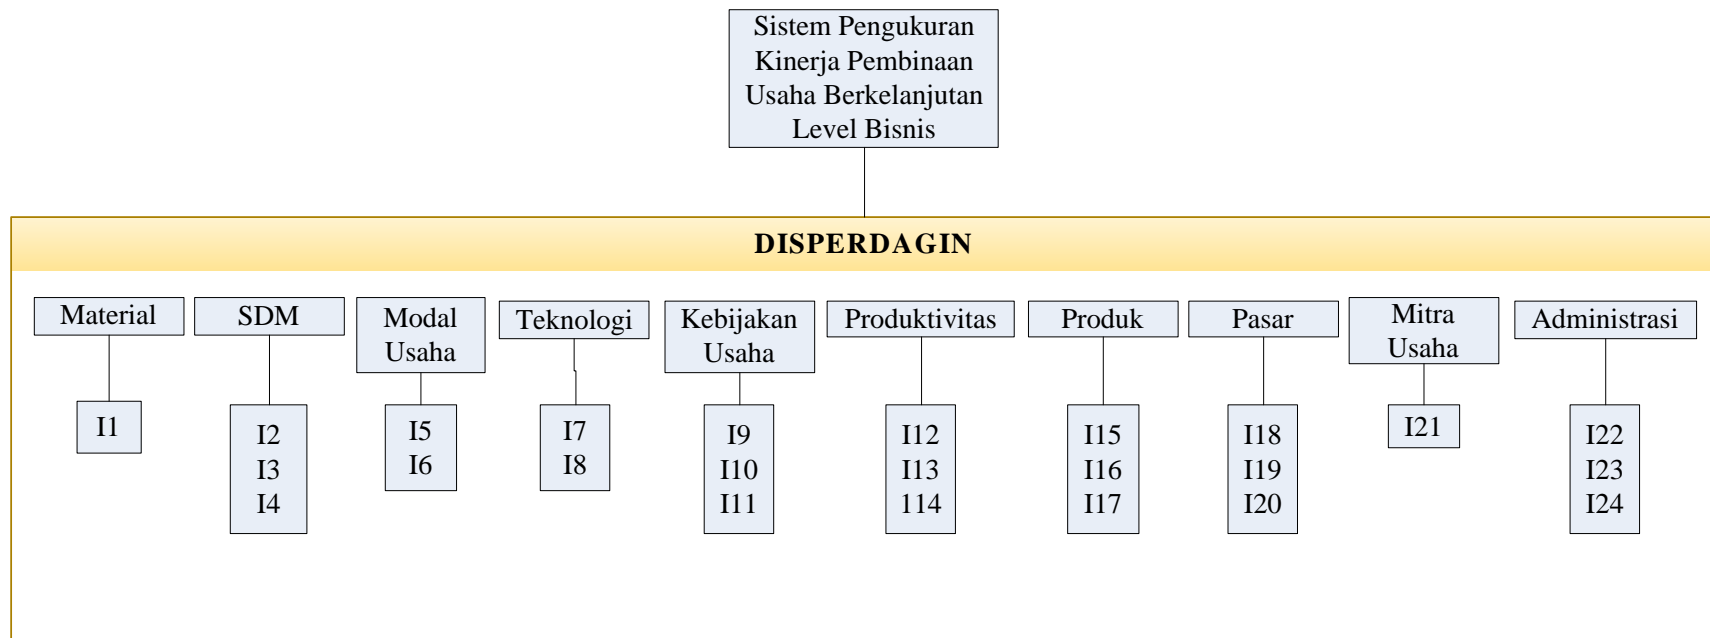 Sistem Pengukuran
Kinerja Pembinaan
Usaha Berkelanjutan
Level Bisnis
DISPERDAGIN
Material
SDM
Modal
Usaha
Teknologi
Kebijakan
Usaha
Produktivitas
Produk
Pasar
Mitra
Usaha
Administrasi
I1
I2
I3
I4
I5
I6
I7
I8
I9
I10
I11
I12
I13
114
I15
I16
I17
I18
I19
I20
I21
I22
I23
I24